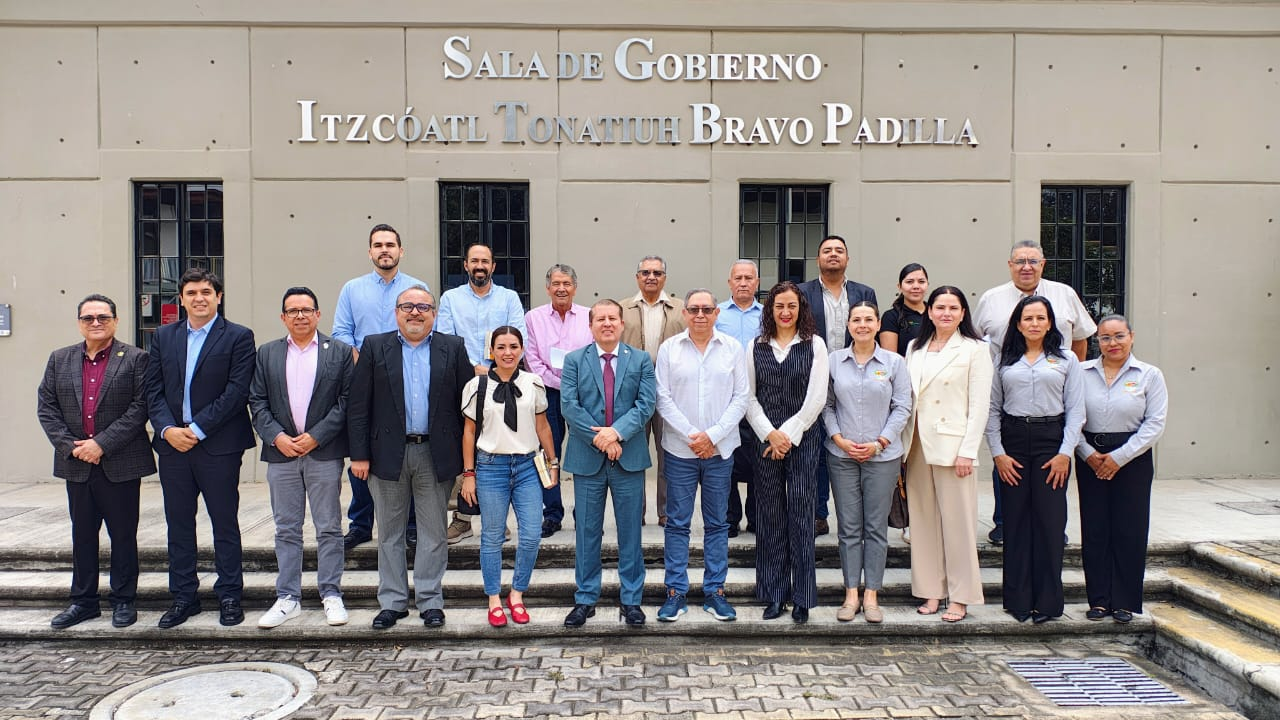 SALA DE GOBIERNO
ITZCÓATL TONATIUH BRAVO PADILLA